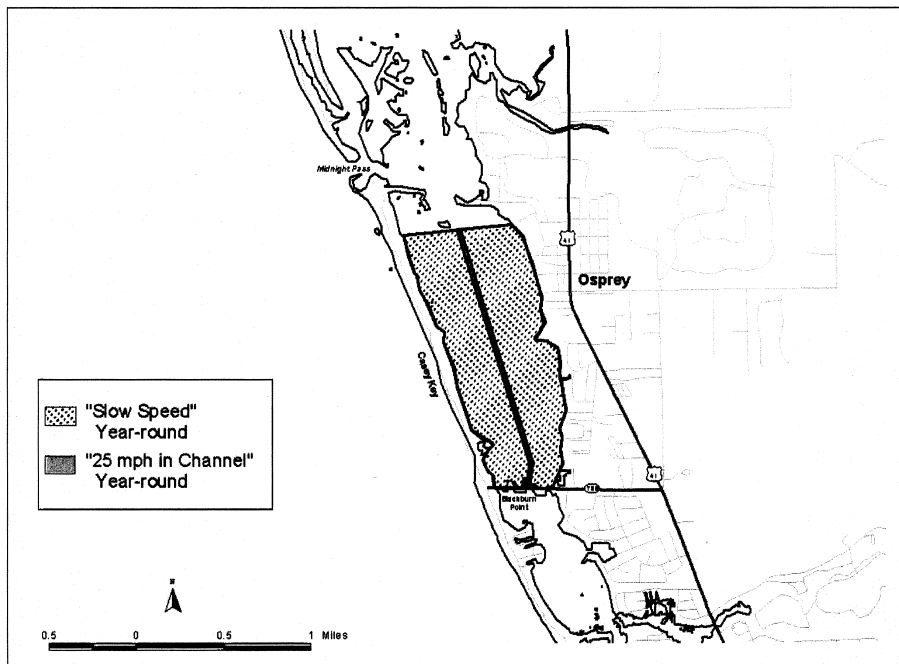 Midnight Pass
41
Osprey
Casey Key
"Slow Speed"
Year-round
"25 mph in Channel"
Year-round
41
Blackburn
Point
N
0.5 0 0.5 1 Miles